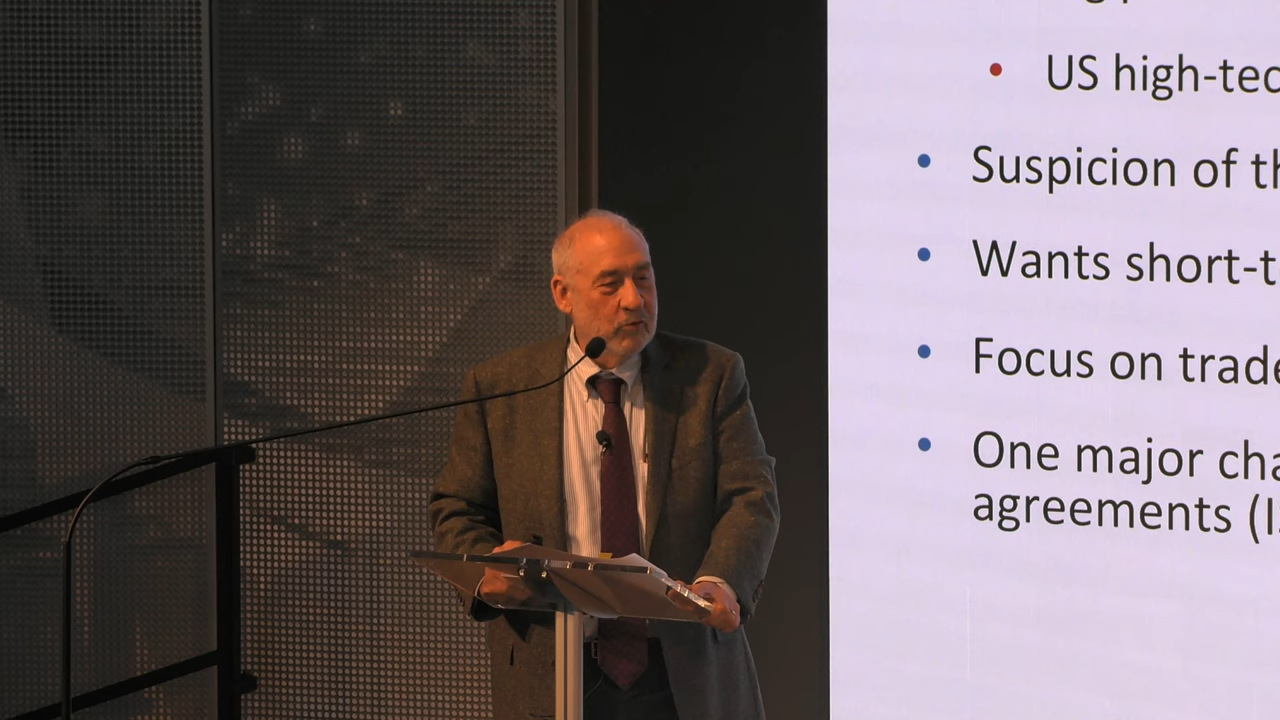 US high-tec
Suspicion of th
Wants short-t
Focus on trade
One major cha
agreements (I